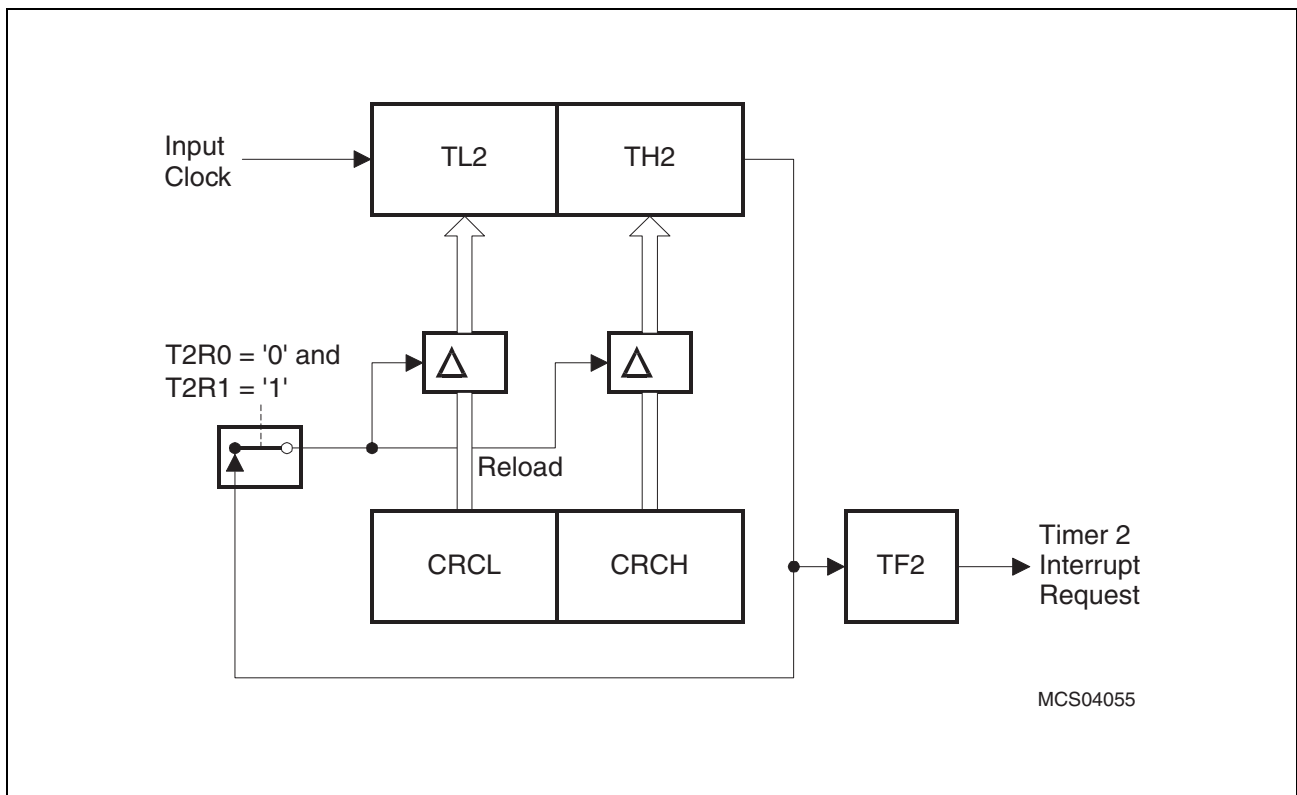 Input
Clock
TL2
TH2
T2R0 = '0' and
T2R1 = '1'
Reload
CRCL
CRCH
TF2
Timer 2
Interrupt
Request
MCS04055